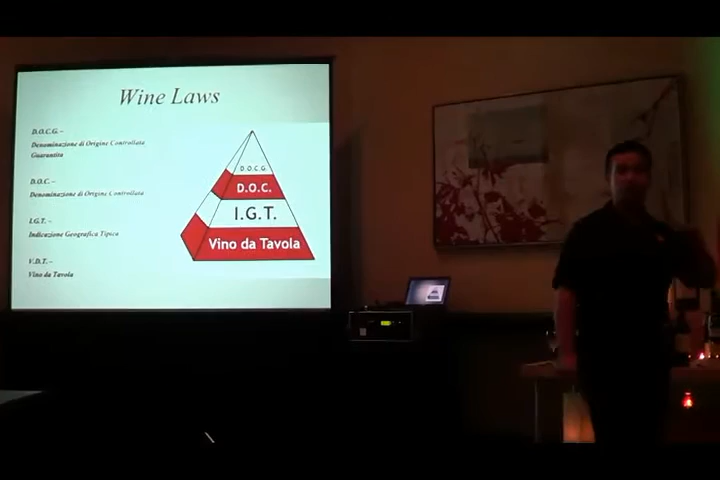 Wine Laws
D.O.C.G. –
Denominazione di Origine Controllata
Guarantita
D.O.C. –
Denominazione di Origine Controllata
I.G.T. –
Indicazione Geografica Tipica
V.D.T. –
Vino da Tavola
D.O.C.G.
D.O.C.
I.G.T.
Vino da Tavola